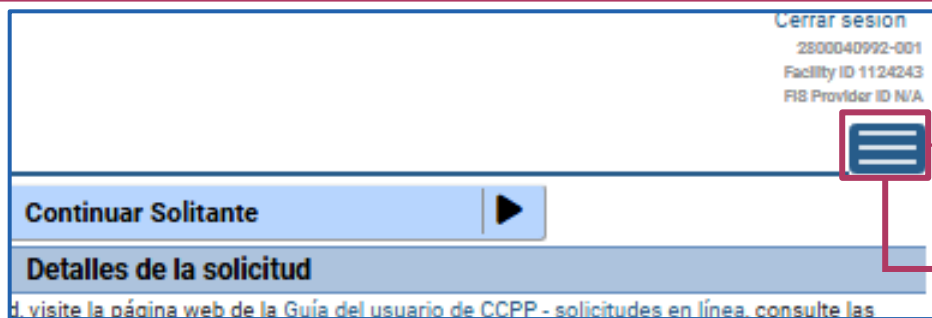 Cerrar sesión
2800040992-001
Facility ID 1124243
FIS Provider ID N/A
Continuar Solitante
Detalles de la solicitud
d, visite la página web de la Guía del usuario de CCPP - solicitudes en línea, consulte las